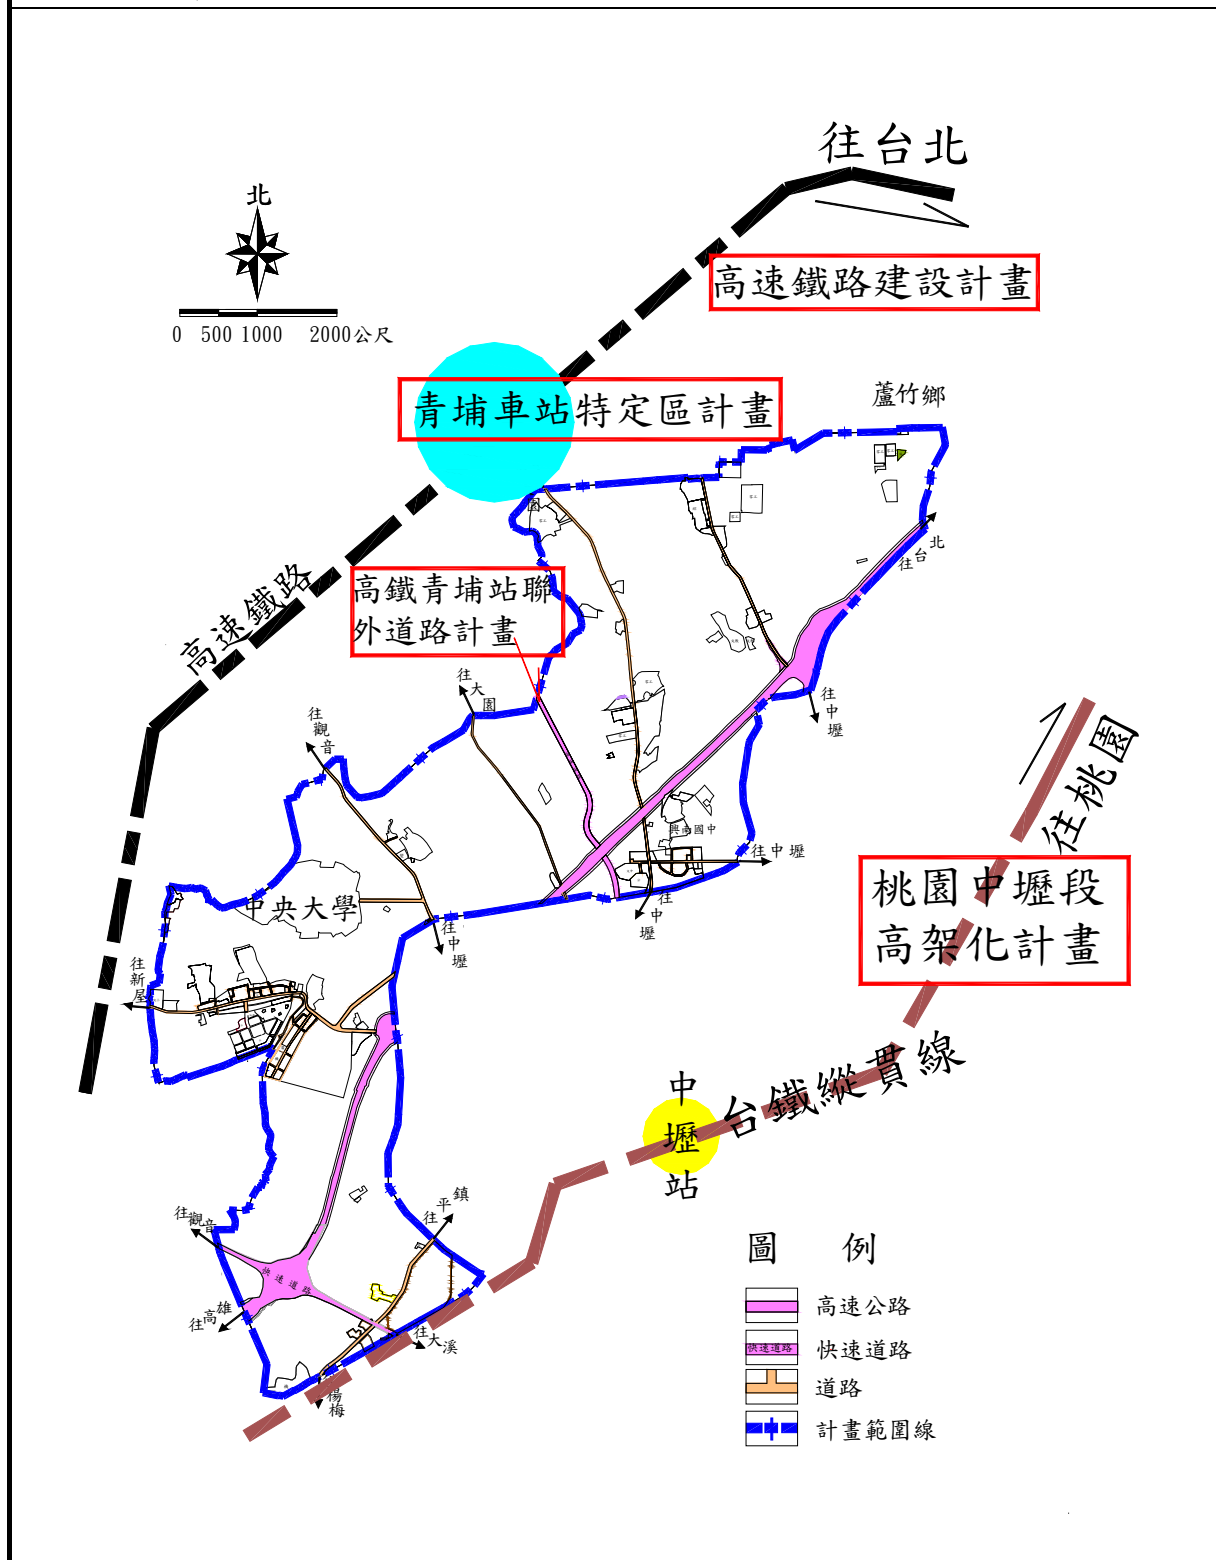 往台北
北
高速鐵路建設計畫
0 500 1000 2000公尺
青埔車站特定區計畫
蘆竹鄉
園
往台北
高速鐵路
高鐵青埔站聯
外道路計畫
往大園
往觀音
往中壢
往桃園
興南國中
往中壢
桃園中壢段
高架化計畫
中央大學
往中壢
往中壢
往新屋
台鐵縱貫線
中壢站
往平鎮
往觀音
快速道路
往高雄
往大溪
楊梅
圖例
高速公路
快速道路
快速道路
道路
計畫範圍線